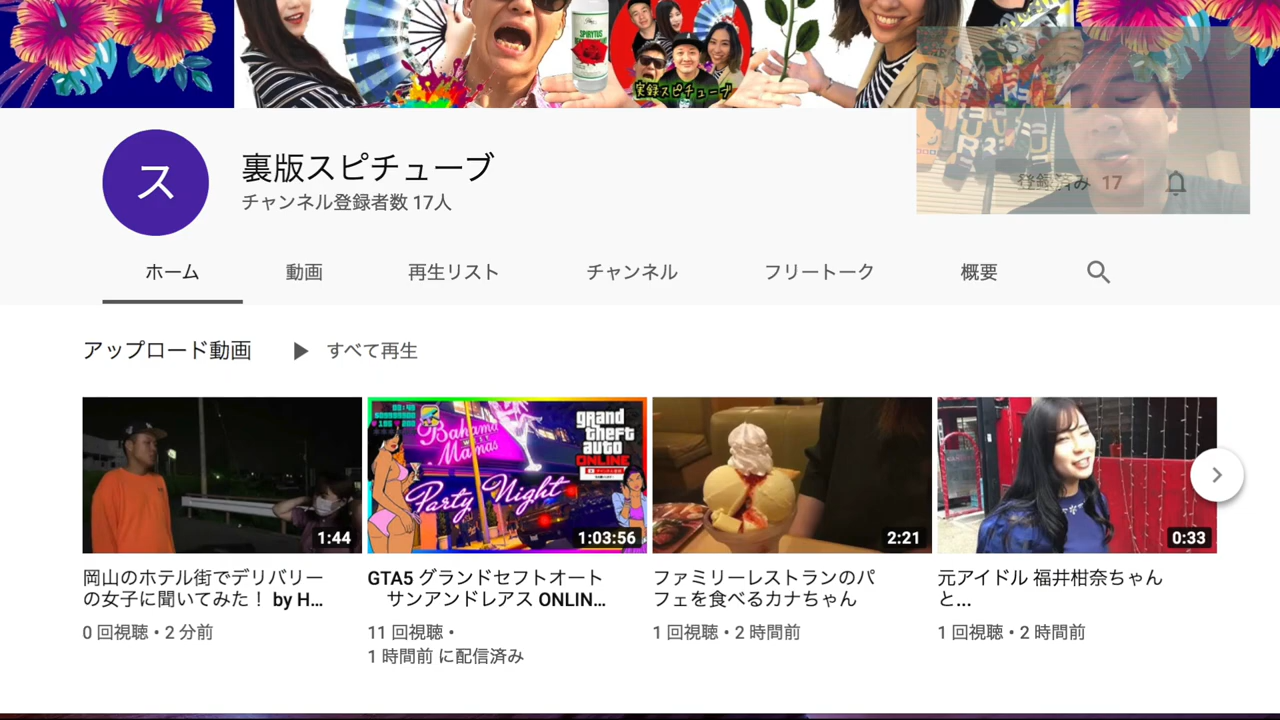 SPIRYTUS
実録スピチューブ
ス
裏版スピチューブ
チャンネル登録者数 17人
登録済み 17
ホーム
動画
再生リスト
チャンネル
フリートーク
概要
アップロード動画
すべて再生
1:44
Bahama
Mamas
Party Night
grand
theft
auto
ONLINE
1:03:56
2:21
0:33
岡山のホテル街でデリバリー
の女子に聞いてみた！ by H...
0 回視聴・2 分前
GTA5 グランドセフトオート
サンアンドレアス ONLIN...
11 回視聴・
1 時間前 に配信済み
ファミリーレストランのパ
フェを食べるカナちゃん
1 回視聴・2 時間前
元アイドル 福井柑奈ちゃん
と...
1 回視聴・2 時間前